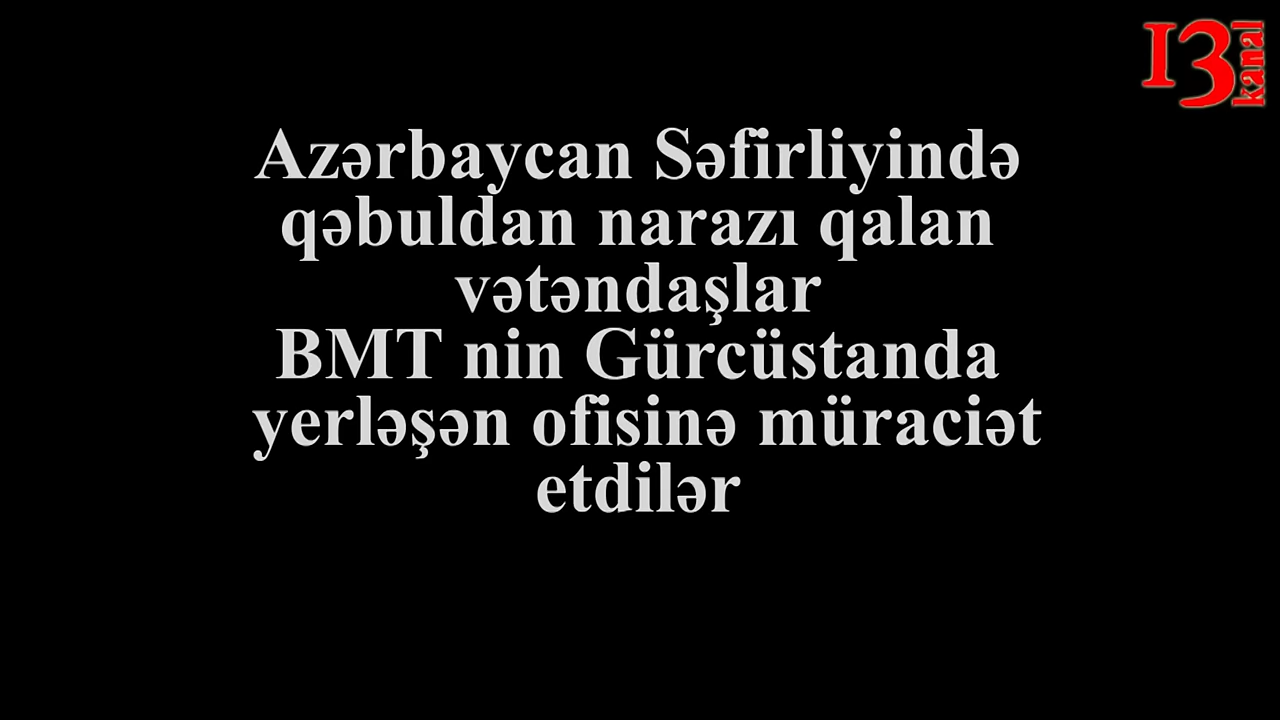 13 kanal
Azərbaycan Səfirliyində
qəbuldan narazı qalan
vətəndaşlar
BMT nin Gürcüstanda
yerləşən ofisinə müraciət
etdilər